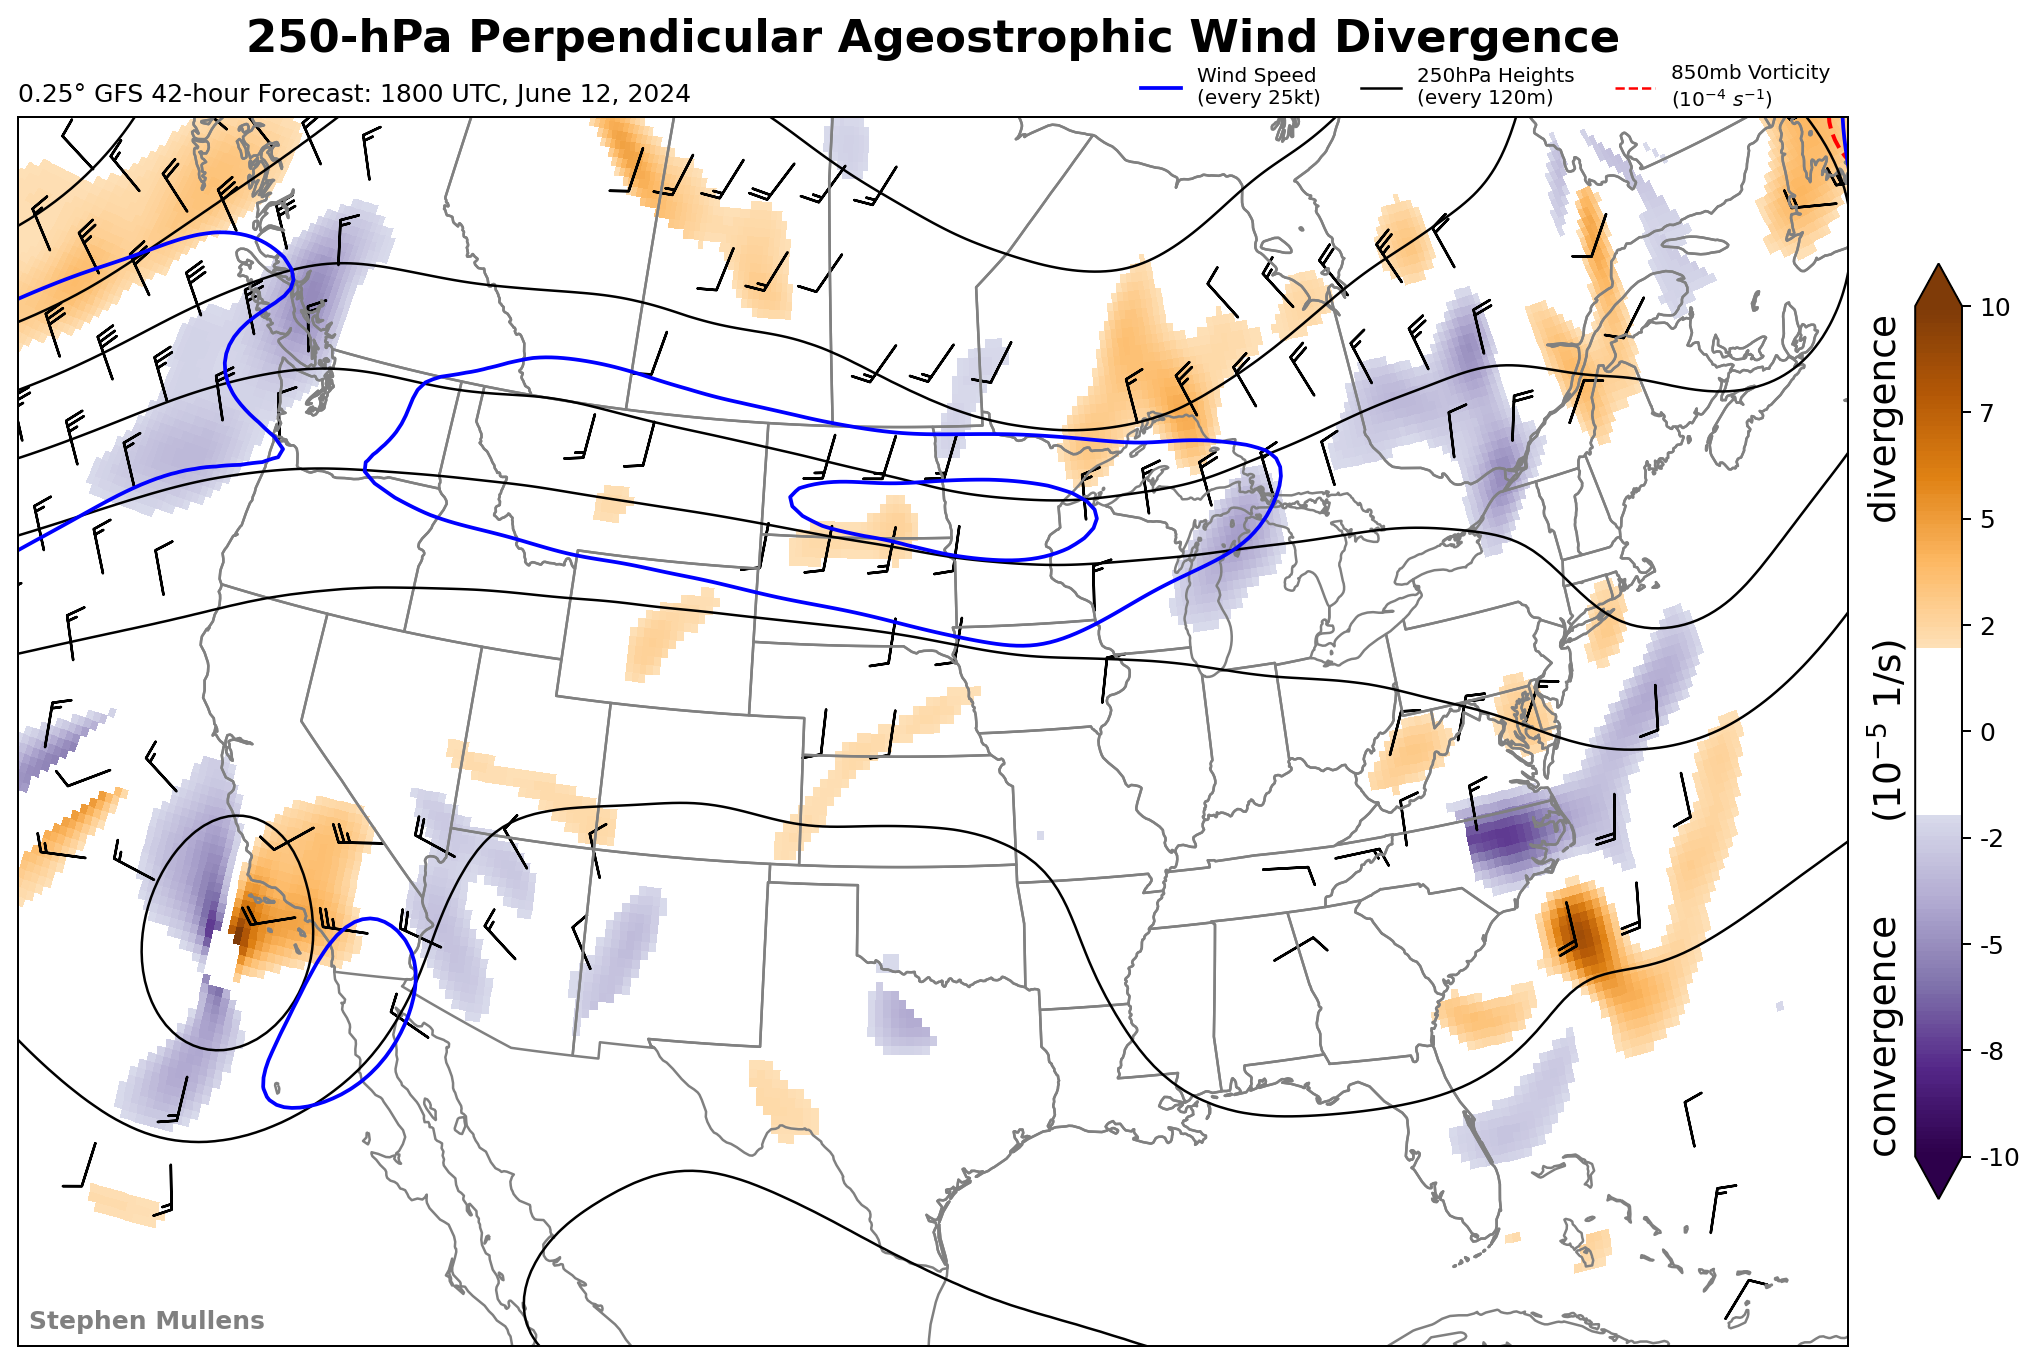 250-hPa Perpendicular Ageostrophic Wind Divergence
0.25° GFS 42-hour Forecast: 1800 UTC, June 12, 2024
Wind Speed
(every 25kt)
250hPa Heights
(every 120m)
850mb Vorticity
(10⁻⁴ s⁻¹)
10
7
5
2
0
-2
-5
-8
-10
convergence (10⁻⁵ 1/s) divergence
Stephen Mullens